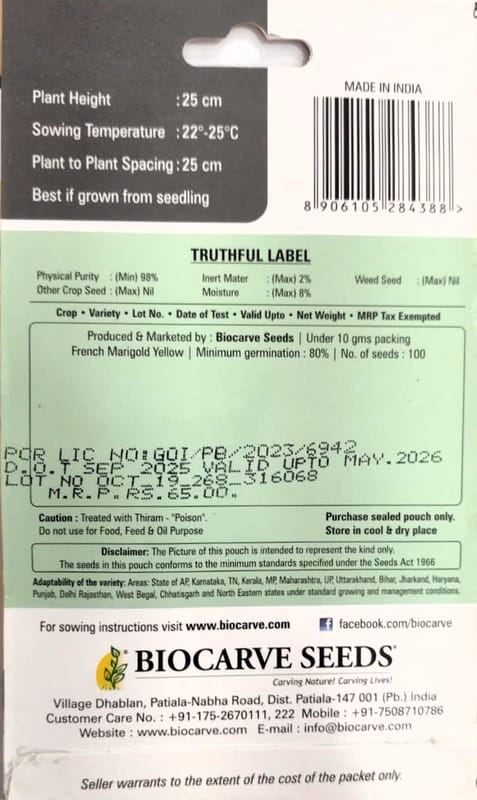 Plant Height : 25 cm
Sowing Temperature : 22°-25°C
Plant to Plant Spacing : 25 cm
Best if grown from seedling
MADE IN INDIA
8 906105 284388 >
TRUTHFUL LABEL
Physical Purity : (Min) 98% Inert Mater : (Max) 2% Weed Seed : (Max) Nil
Other Crop Seed : (Max) Nil Moisture : (Max) 8%
Crop • Variety • Lot No. • Date of Test • Valid Upto • Net Weight • MRP Tax Exempted
Produced & Marketed by : Biocarve Seeds | Under 10 gms packing
French Marigold Yellow | Minimum germination : 80% | No. of seeds : 100
POR LIC NO:GOI/PB/2023/6942
D.O.T SEP 2025 VALID UPTO MAY.2026
LOT NO OCT_19_268_316068
M.R.P. RS.65.00.
Caution : Treated with Thiram - "Poison". Purchase sealed pouch only.
Do not use for Food, Feed & Oil Purpose Store in cool & dry place
Disclaimer: The Picture of this pouch is intended to represent the kind only.
The seeds in this pouch conforms to the minimum standards specified under the Seeds Act 1966
Adaptability of the variety: Areas: State of AP, Karnataka, TN, Kerala, MP, Maharashtra, UP, Uttarakhand, Bihar, Jharkand, Haryana,
Punjab, Delhi Rajasthan, West Begal, Chhatisgarh and North Eastern states under standard growing and management conditions.
For sowing instructions visit www.biocarve.com facebook.com/biocarve
BIOCARVE SEEDS
Carving Nature! Carving Lives!
Village Dhablan, Patiala-Nabha Road, Dist. Patiala-147 001 (Pb.) India
Customer Care No. : +91-175-2670111, 222 Mobile : +91-7508710786
Website : www.biocarve.com E-mail : info@biocarve.com
Seller warrants to the extent of the cost of the packet only.